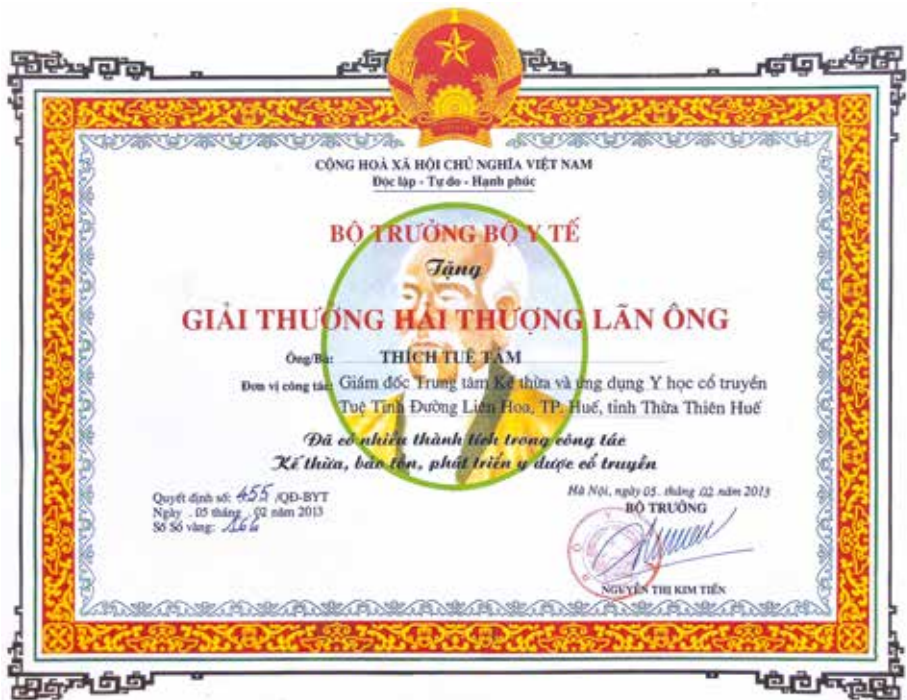 CỘNG HOÀ XÃ HỘI CHỦ NGHĨA VIỆT NAM
Độc lập - Tự do - Hạnh phúc
BỘ TRƯỞNG BỘ Y TẾ
Tặng
GIẢI THƯỞNG HẢI THƯỢNG LÃN ÔNG
Ông/Bà: THÍCH TUỆ TÂM
Đơn vị công tác: Giám đốc Trung tâm Kế thừa và ứng dụng Y học cổ truyền
Tuệ Tĩnh Đường Liên Hoa, TP. Huế, tỉnh Thừa Thiên Huế
Đã có nhiều thành tích trong công tác
Kế thừa, bảo tồn, phát triển y dược cổ truyền
Quyết định số: 455 /QĐ-BYT
Ngày 05 tháng 02 năm 2013
Số Sổ vàng: 166
Hà Nội, ngày 05 tháng 02 năm 2013
BỘ TRƯỞNG
NGUYỄN THỊ KIM TIẾN